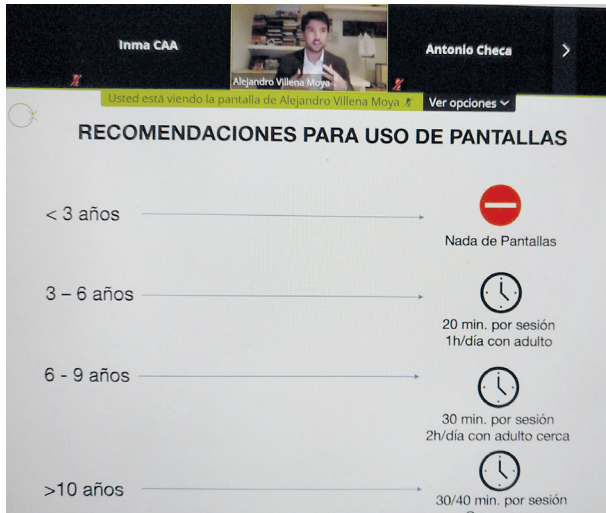 Inma CAA
Alejandro Villena Moya
Antonio Checa
Usted está viendo la pantalla de Alejandro Villena Moya
Ver opciones
RECOMENDACIONES PARA USO DE PANTALLAS
< 3 años
Nada de Pantallas
3 – 6 años
20 min. por sesión
1h/día con adulto
6 - 9 años
30 min. por sesión
2h/día con adulto cerca
>10 años
30/40 min. por sesión